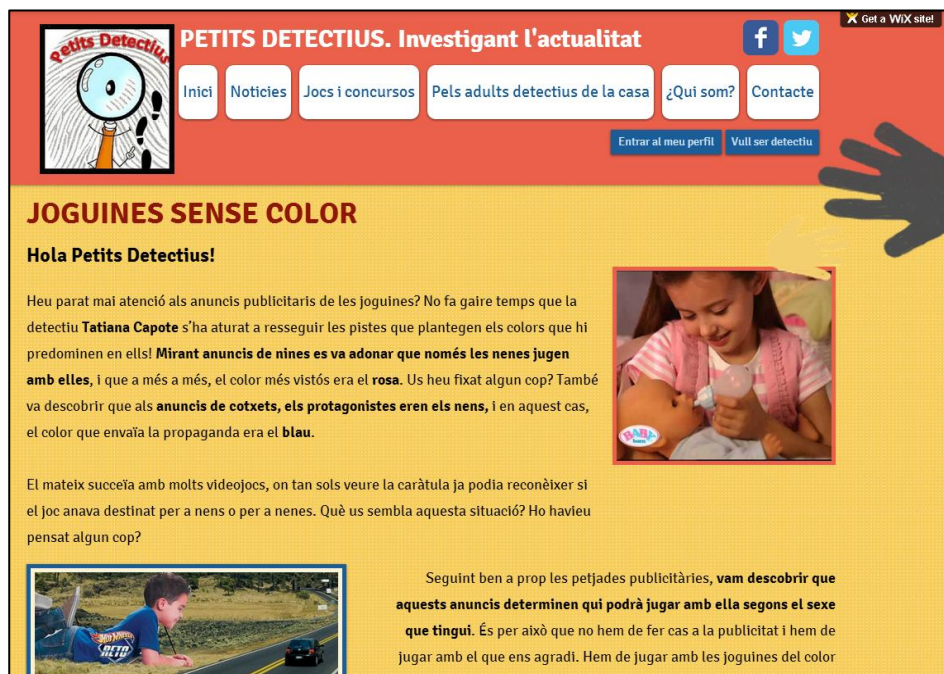 Get a WiX site!
Petits Detectius
PETITS DETECTIUS. Investigant l'actualitat
Inici
Noticies
Jocs i concursos
Pels adults detectius de la casa
¿Qui som?
Contacte
Entrar al meu perfil
Vull ser detectiu
JOGUINES SENSE COLOR
Hola Petits Detectius!
Heu parat mai atenció als anuncis publicitaris de les joguines? No fa gaire temps que la
detectiu Tatiana Capote s’ha aturat a resseguir les pistes que plantegen els colors que hi
predominen en ells! Mirant anuncis de nines es va adonar que només les nenes jugen
amb elles, i que a més a més, el color més vistós era el rosa. Us heu fixat algun cop? També
va descobrir que als anuncis de cotxets, els protagonistes eren els nens, i en aquest cas,
el color que envaïa la propaganda era el blau.
BABY born
El mateix succeïa amb molts videojocs, on tan sols veure la caràtula ja podia reconèixer si
el joc anava destinat per a nens o per a nenes. Què us sembla aquesta situació? Ho havieu
pensat algun cop?
HOT WHEELS
RETO
Seguint ben a prop les petjades publicitàries, vam descobrir que
aquests anuncis determinen qui podrà jugar amb ella segons el sexe
que tingui. És per això que no hem de fer cas a la publicitat i hem de
jugar amb el que ens agradi. Hem de jugar amb les joguines del color